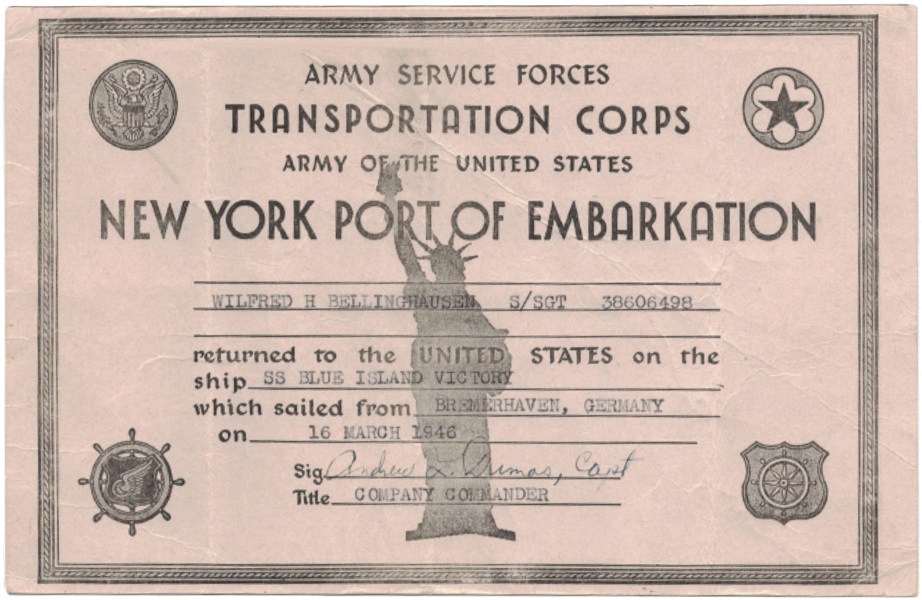 ARMY SERVICE FORCES
TRANSPORTATION CORPS
ARMY OF THE UNITED STATES
NEW YORK PORT OF EMBARKATION
WILFRED H BELLINGHAUSEN S/SGT 38606498
returned to the UNITED STATES on the
ship SS BLUE ISLAND VICTORY
which sailed from BREMERHAVEN, GERMANY
on 16 MARCH 1946
Sig Andrew L. Dumas, Capt
Title COMPANY COMMANDER